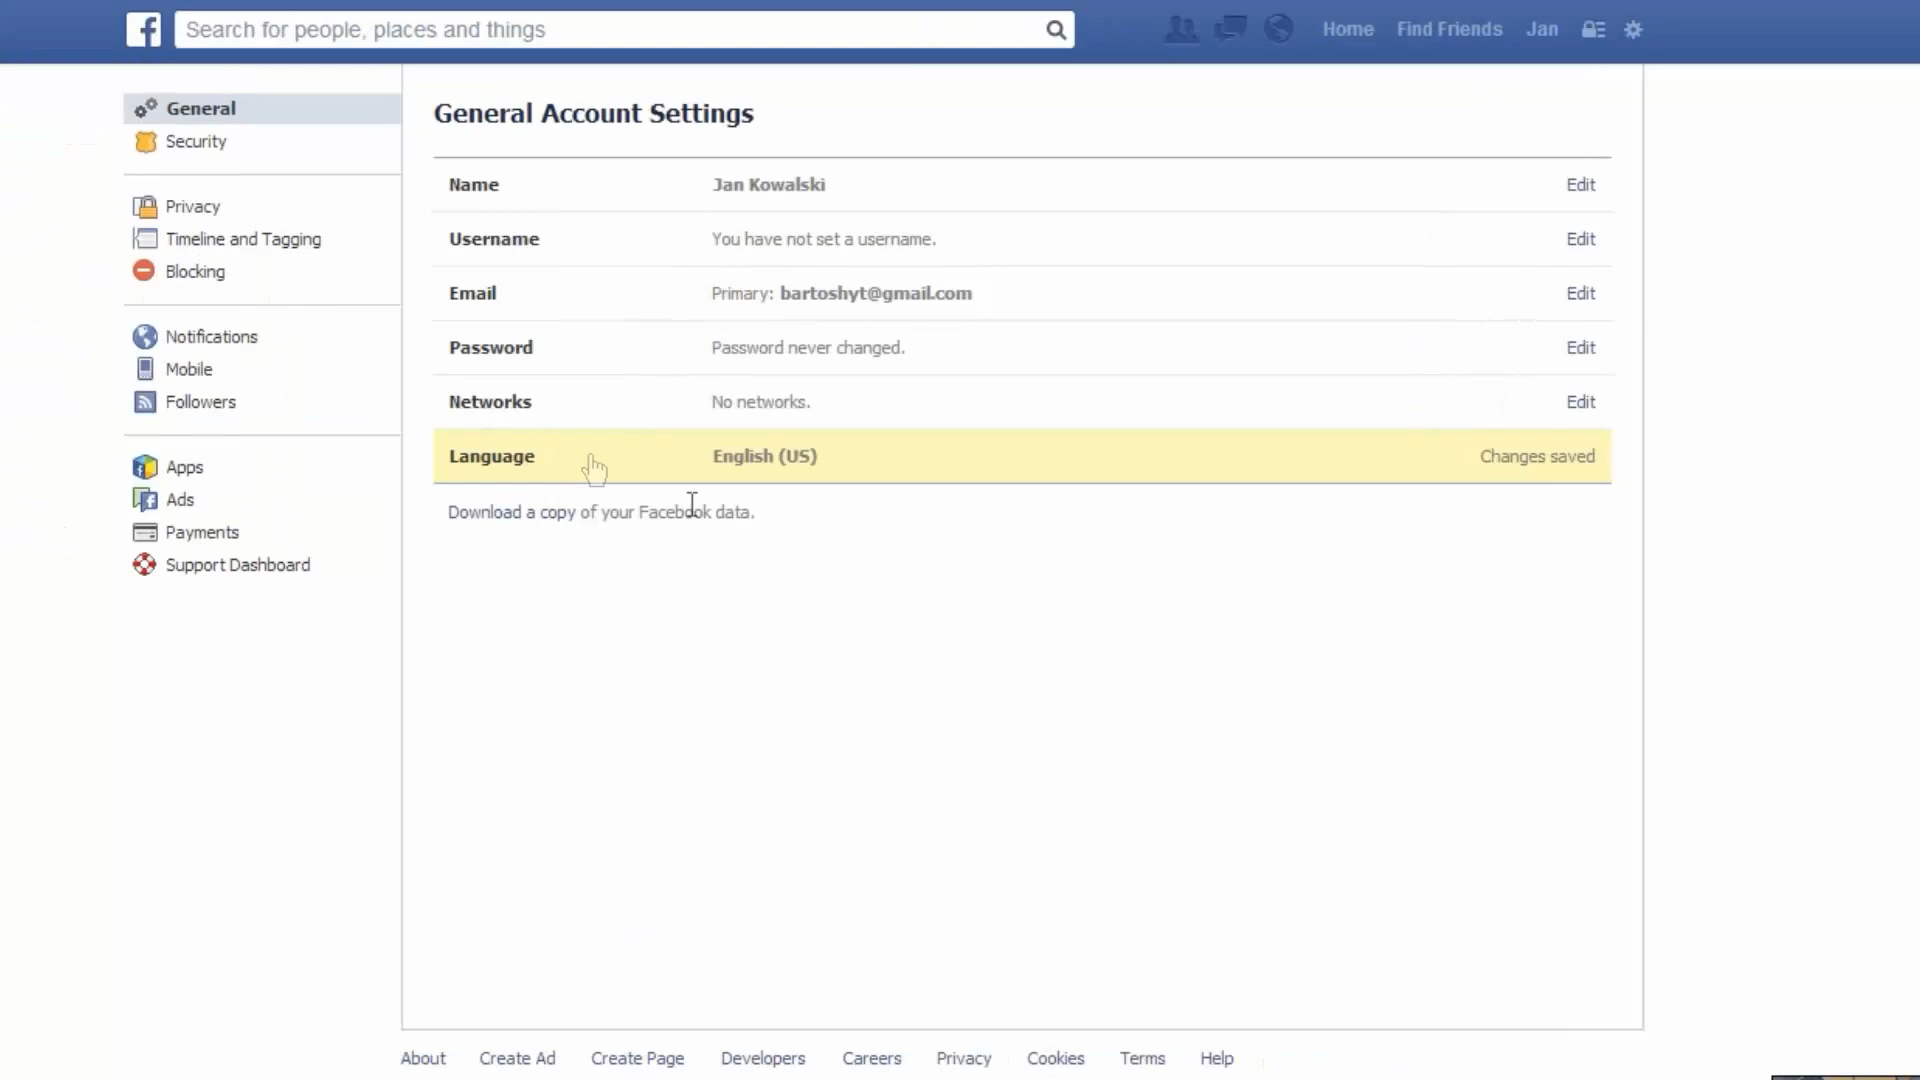 Search for people, places and things
Home Find Friends Jan
General
Security
Privacy
Timeline and Tagging
Blocking
Notifications
Mobile
Followers
Apps
Ads
Payments
Support Dashboard
General Account Settings
Name Jan Kowalski Edit
Username You have not set a username. Edit
Email Primary: bartoshyt@gmail.com Edit
Password Password never changed. Edit
Networks No networks. Edit
Language English (US) Changes saved
Download a copy of your Facebook data.
About Create Ad Create Page Developers Careers Privacy Cookies Terms Help